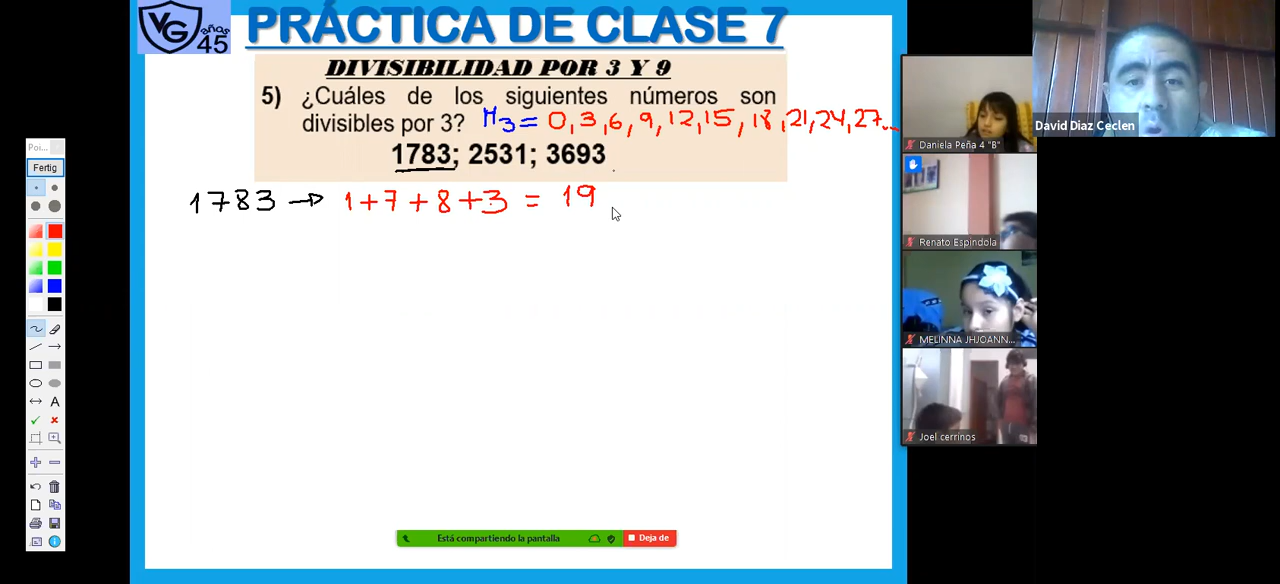 VG
años
45
PRÁCTICA DE CLASE 7
DIVISIBILIDAD POR 3 Y 9
5) ¿Cuáles de los siguientes números son
divisibles por 3? M3 = 0, 3, 6, 9, 12, 15, 18, 21, 24, 27...
1783; 2531; 3693
1783 → 1+7+8+3 = 19
Poi...
Fertig
A
Está compartiendo la pantalla
Deja de
David Diaz Ceclen
Daniela Peña 4 "B"
Renato Espindola
MELINNA JHJOANN...
Joel cerrinos